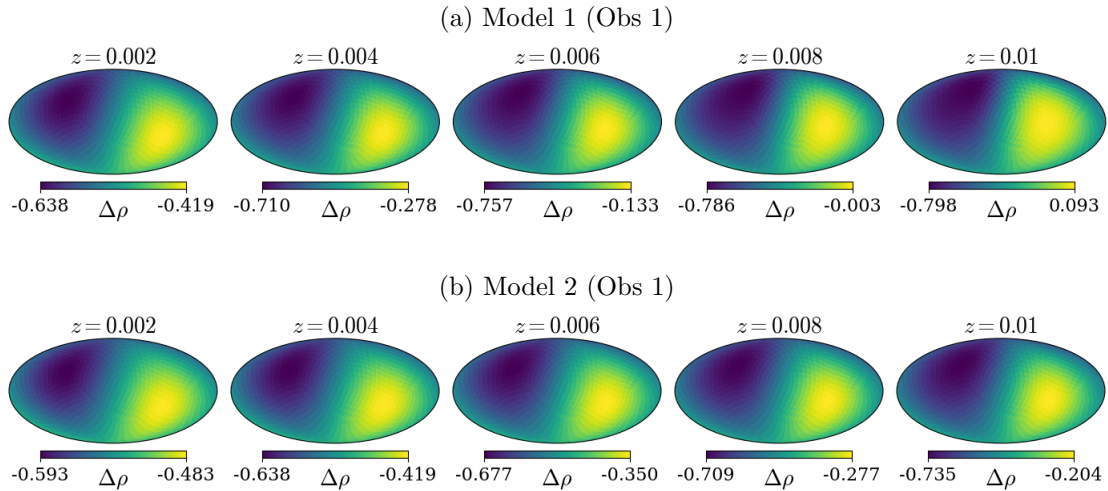 (a) Model 1 (Obs 1)
z = 0.002 z = 0.004 z = 0.006 z = 0.008 z = 0.01
-0.638 Δρ -0.419 -0.710 Δρ -0.278 -0.757 Δρ -0.133 -0.786 Δρ -0.003 -0.798 Δρ 0.093
(b) Model 2 (Obs 1)
z = 0.002 z = 0.004 z = 0.006 z = 0.008 z = 0.01
-0.593 Δρ -0.483 -0.638 Δρ -0.419 -0.677 Δρ -0.350 -0.709 Δρ -0.277 -0.735 Δρ -0.204